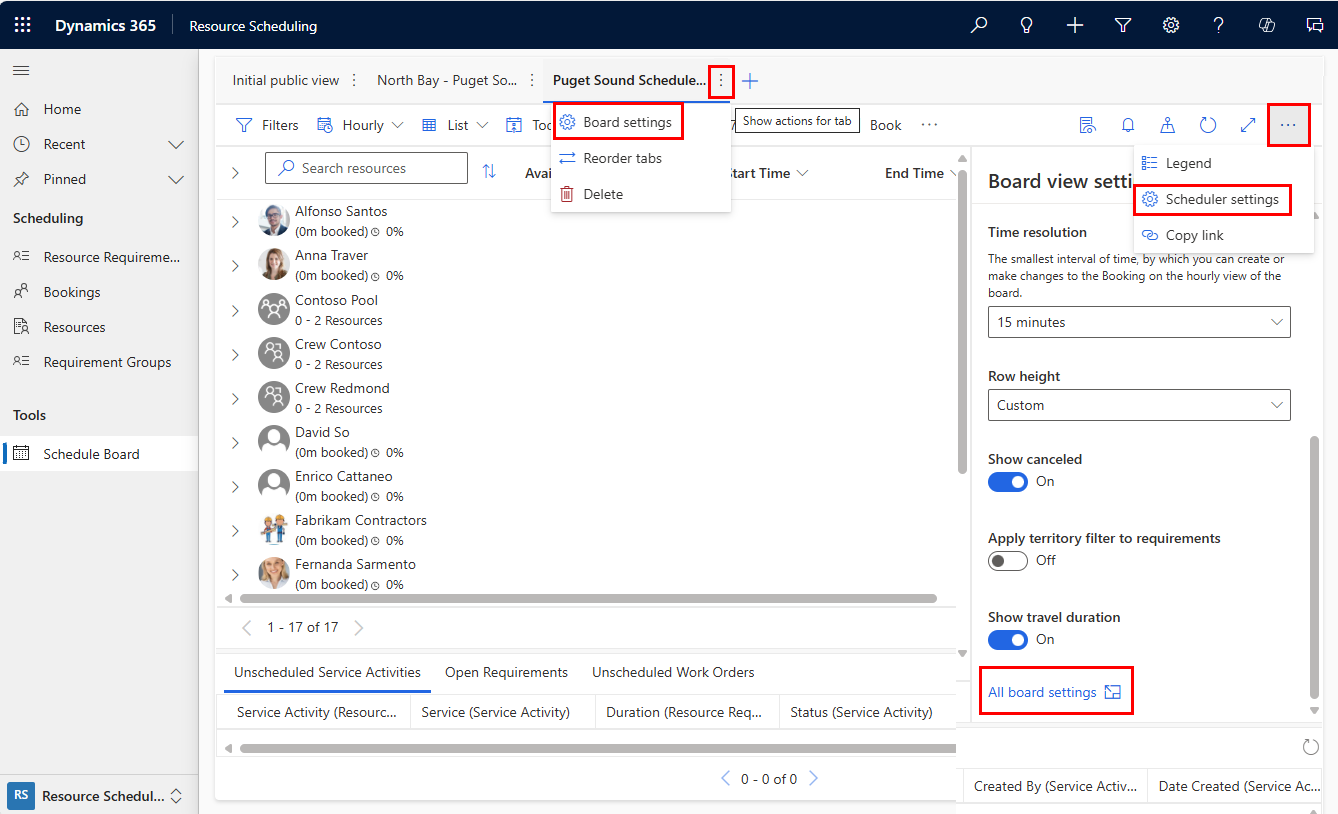 Dynamics 365
Resource Scheduling
Home
Recent
Pinned
Scheduling
Resource Requireme...
Bookings
Resources
Requirement Groups
Tools
Schedule Board
RS
Resource Schedul...
Initial public view
North Bay - Puget So...
Puget Sound Schedule...
Filters
Hourly
List
Show actions for tab
Book
Board settings
Reorder tabs
Delete
Search resources
Start Time
End Time
Alfonso Santos
(0m booked) 0%
Anna Traver
(0m booked) 0%
Contoso Pool
0 - 2 Resources
Crew Contoso
0 - 2 Resources
Crew Redmond
0 - 2 Resources
David So
(0m booked) 0%
Enrico Cattaneo
(0m booked) 0%
Fabrikam Contractors
(0m booked) 0%
Fernanda Sarmento
(0m booked) 0%
1 - 17 of 17
Unscheduled Service Activities
Open Requirements
Unscheduled Work Orders
Service Activity (Resourc...
Service (Service Activity)
Duration (Resource Req...
Status (Service Activity)
0 - 0 of 0
Legend
Scheduler settings
Copy link
Board view setti
Time resolution
The smallest interval of time, by which you can create or
make changes to the Booking on the hourly view of the
board.
15 minutes
Row height
Custom
Show canceled
On
Apply territory filter to requirements
Off
Show travel duration
On
All board settings
Created By (Service Activ...
Date Created (Service Ac...